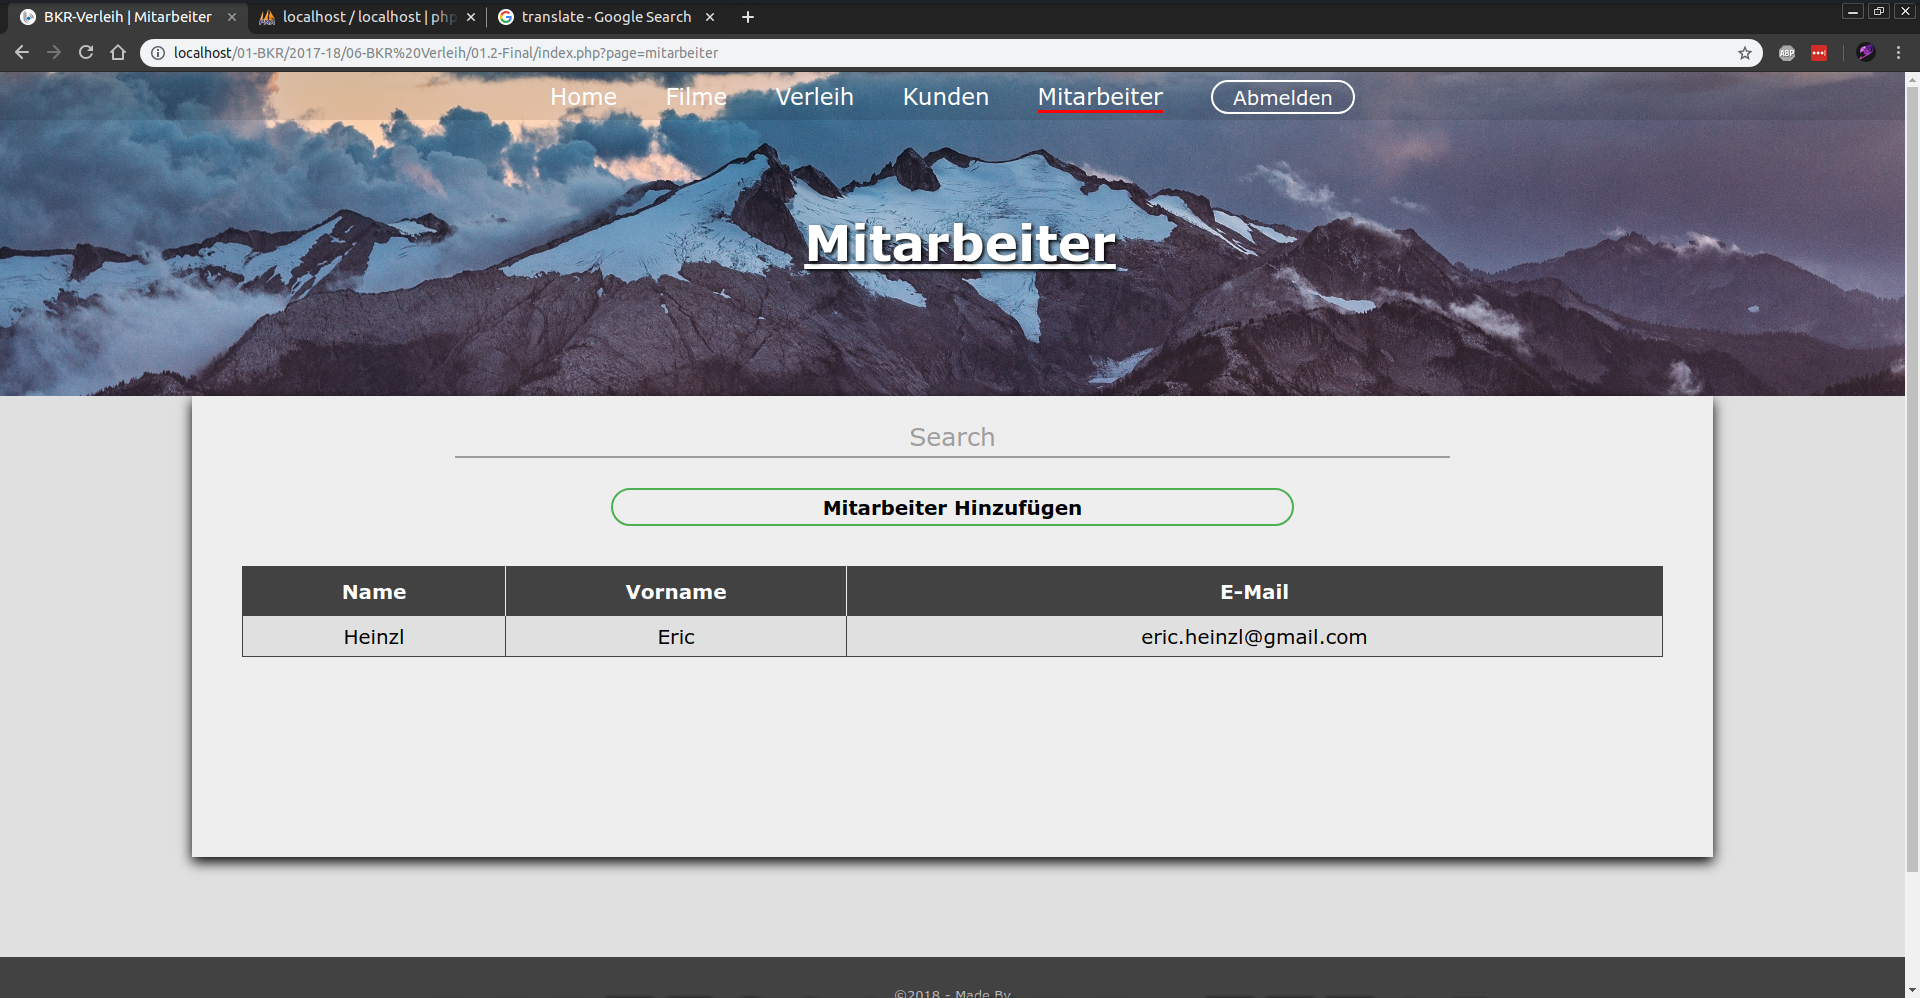 BKR-Verleih | Mitarbeiter
localhost / localhost | php
translate - Google Search
localhost/01-BKR/2017-18/06-BKR%20Verleih/01.2-Final/index.php?page=mitarbeiter
ABP
Home Filme Verleih Kunden Mitarbeiter Abmelden
Mitarbeiter
Search
Mitarbeiter Hinzufügen
Name Vorname E-Mail
Heinzl Eric eric.heinzl@gmail.com
©2018 - Made By